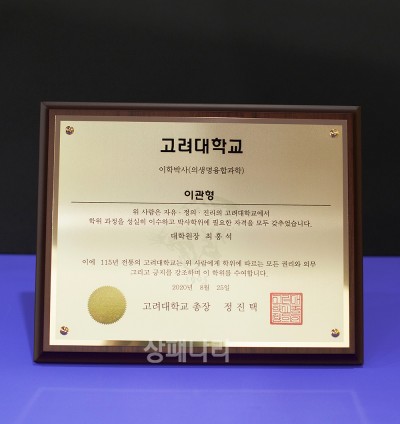 고려대학교
이학박사(의생명융합과학)
이관형
위 사람은 자유·정의·진리의 고려대학교에서
학위 과정을 성실히 이수하고 박사학위에 필요한 자격을 모두 갖추었습니다.
대학원장 최흥석
이에 115년 전통의 고려대학교는 위 사람에게 학위에 따르는 모든 권리와 의무
그리고 긍지를 강조하며 이 학위를 수여합니다.
2020년 8월 25일
고려대학교 총장 정진택
상패나라